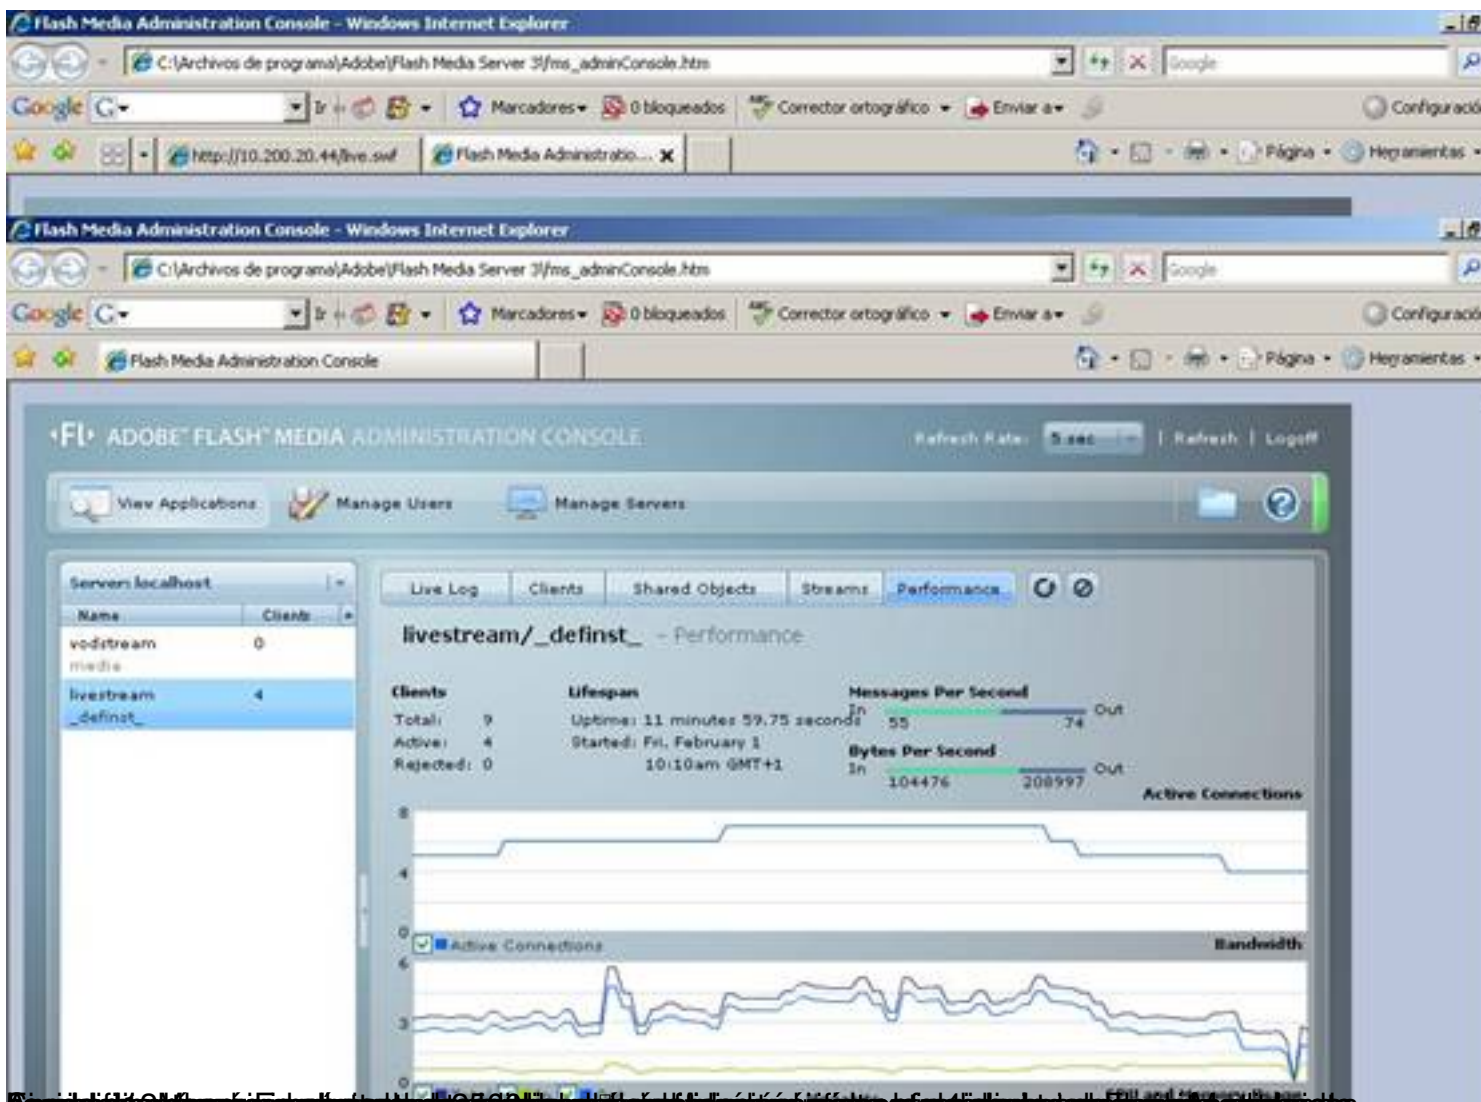 Flash Media Administration Console - Windows Internet Explorer
C:\Archivos de programa\Adobe\Flash Media Server 3\fms_adminConsole.htm
Google
Google G Ir Marcadores 0 bloqueados Corrector ortográfico Enviar a Configuració
http://10.200.20.44/live.swf Flash Media Administratio... Página Herramientas
Flash Media Administration Console - Windows Internet Explorer
C:\Archivos de programa\Adobe\Flash Media Server 3\fms_adminConsole.htm
Google
Google G Ir Marcadores 0 bloqueados Corrector ortográfico Enviar a Configuració
Flash Media Administration Console Página Herramientas
Fl ADOBE FLASH MEDIA ADMINISTRATION CONSOLE Refresh Rate: 5 sec | Refresh | Logoff
View Applications Manage Users Manage Servers
Server: localhost
Name Clients
vodstream 0
media
livestream 4
_definst_
Live Log Clients Shared Objects Streams Performance
livestream/_definst_ - Performance
Clients
Total: 9
Active: 4
Rejected: 0
Lifespan
Uptime: 11 minutes 59.75 seconds
Started: Fri, February 1
10:10am GMT+1
Messages Per Second
In 55 74 Out
Bytes Per Second
In 104476 208997 Out
Active Connections
8
4
0
Active Connections
Bandwidth
6
3
0